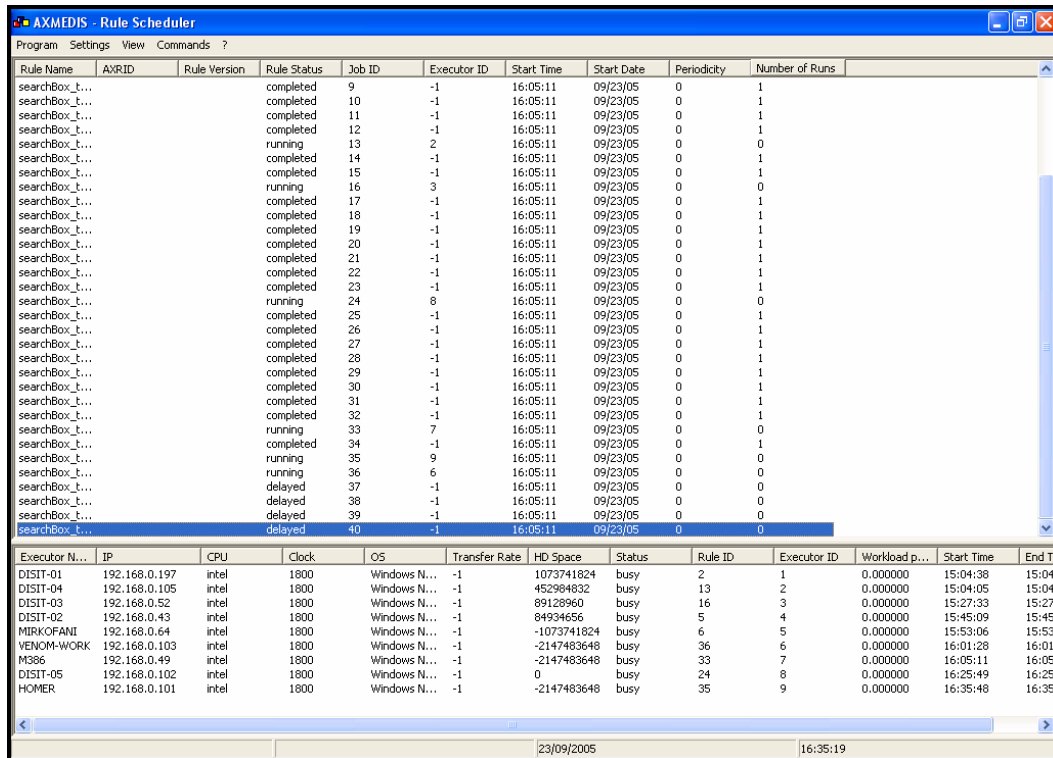 AXMEDIS - Rule Scheduler
Program Settings View Commands ?
Rule Name AXRID Rule Version Rule Status Job ID Executor ID Start Time Start Date Periodicity Number of Runs
searchBox_t... completed 9 -1 16:05:11 09/23/05 0 1
searchBox_t... completed 10 -1 16:05:11 09/23/05 0 1
searchBox_t... completed 11 -1 16:05:11 09/23/05 0 1
searchBox_t... completed 12 -1 16:05:11 09/23/05 0 1
searchBox_t... running 13 2 16:05:11 09/23/05 0 0
searchBox_t... completed 14 -1 16:05:11 09/23/05 0 1
searchBox_t... completed 15 -1 16:05:11 09/23/05 0 1
searchBox_t... running 16 3 16:05:11 09/23/05 0 0
searchBox_t... completed 17 -1 16:05:11 09/23/05 0 1
searchBox_t... completed 18 -1 16:05:11 09/23/05 0 1
searchBox_t... completed 19 -1 16:05:11 09/23/05 0 1
searchBox_t... completed 20 -1 16:05:11 09/23/05 0 1
searchBox_t... completed 21 -1 16:05:11 09/23/05 0 1
searchBox_t... completed 22 -1 16:05:11 09/23/05 0 1
searchBox_t... completed 23 -1 16:05:11 09/23/05 0 1
searchBox_t... running 24 8 16:05:11 09/23/05 0 0
searchBox_t... completed 25 -1 16:05:11 09/23/05 0 1
searchBox_t... completed 26 -1 16:05:11 09/23/05 0 1
searchBox_t... completed 27 -1 16:05:11 09/23/05 0 1
searchBox_t... completed 28 -1 16:05:11 09/23/05 0 1
searchBox_t... completed 29 -1 16:05:11 09/23/05 0 1
searchBox_t... completed 30 -1 16:05:11 09/23/05 0 1
searchBox_t... completed 31 -1 16:05:11 09/23/05 0 1
searchBox_t... completed 32 -1 16:05:11 09/23/05 0 1
searchBox_t... running 33 7 16:05:11 09/23/05 0 0
searchBox_t... completed 34 -1 16:05:11 09/23/05 0 1
searchBox_t... running 35 9 16:05:11 09/23/05 0 0
searchBox_t... running 36 6 16:05:11 09/23/05 0 0
searchBox_t... delayed 37 -1 16:05:11 09/23/05 0 0
searchBox_t... delayed 38 -1 16:05:11 09/23/05 0 0
searchBox_t... delayed 39 -1 16:05:11 09/23/05 0 0
searchBox_t... delayed 40 -1 16:05:11 09/23/05 0 0
Executor N... IP CPU Clock OS Transfer Rate HD Space Status Rule ID Executor ID Workload p... Start Time End T
DISIT-01 192.168.0.197 intel 1800 Windows N... -1 1073741824 busy 2 1 0.000000 15:04:38 15:04
DISIT-04 192.168.0.105 intel 1800 Windows N... -1 452984832 busy 13 2 0.000000 15:04:05 15:04
DISIT-03 192.168.0.52 intel 1800 Windows N... -1 89128960 busy 16 3 0.000000 15:27:33 15:27
DISIT-02 192.168.0.43 intel 1800 Windows N... -1 84934656 busy 5 4 0.000000 15:45:09 15:45
MIRKOFANI 192.168.0.64 intel 1800 Windows N... -1 -1073741824 busy 6 5 0.000000 15:53:06 15:53
VENOM-WORK 192.168.0.103 intel 1800 Windows N... -1 -2147483648 busy 36 6 0.000000 16:01:28 16:01
M386 192.168.0.49 intel 1800 Windows N... -1 -2147483648 busy 33 7 0.000000 16:05:11 16:05
DISIT-05 192.168.0.102 intel 1800 Windows N... -1 0 busy 24 8 0.000000 16:25:49 16:25
HOMER 192.168.0.101 intel 1800 Windows N... -1 -2147483648 busy 35 9 0.000000 16:35:48 16:35
23/09/2005 16:35:19